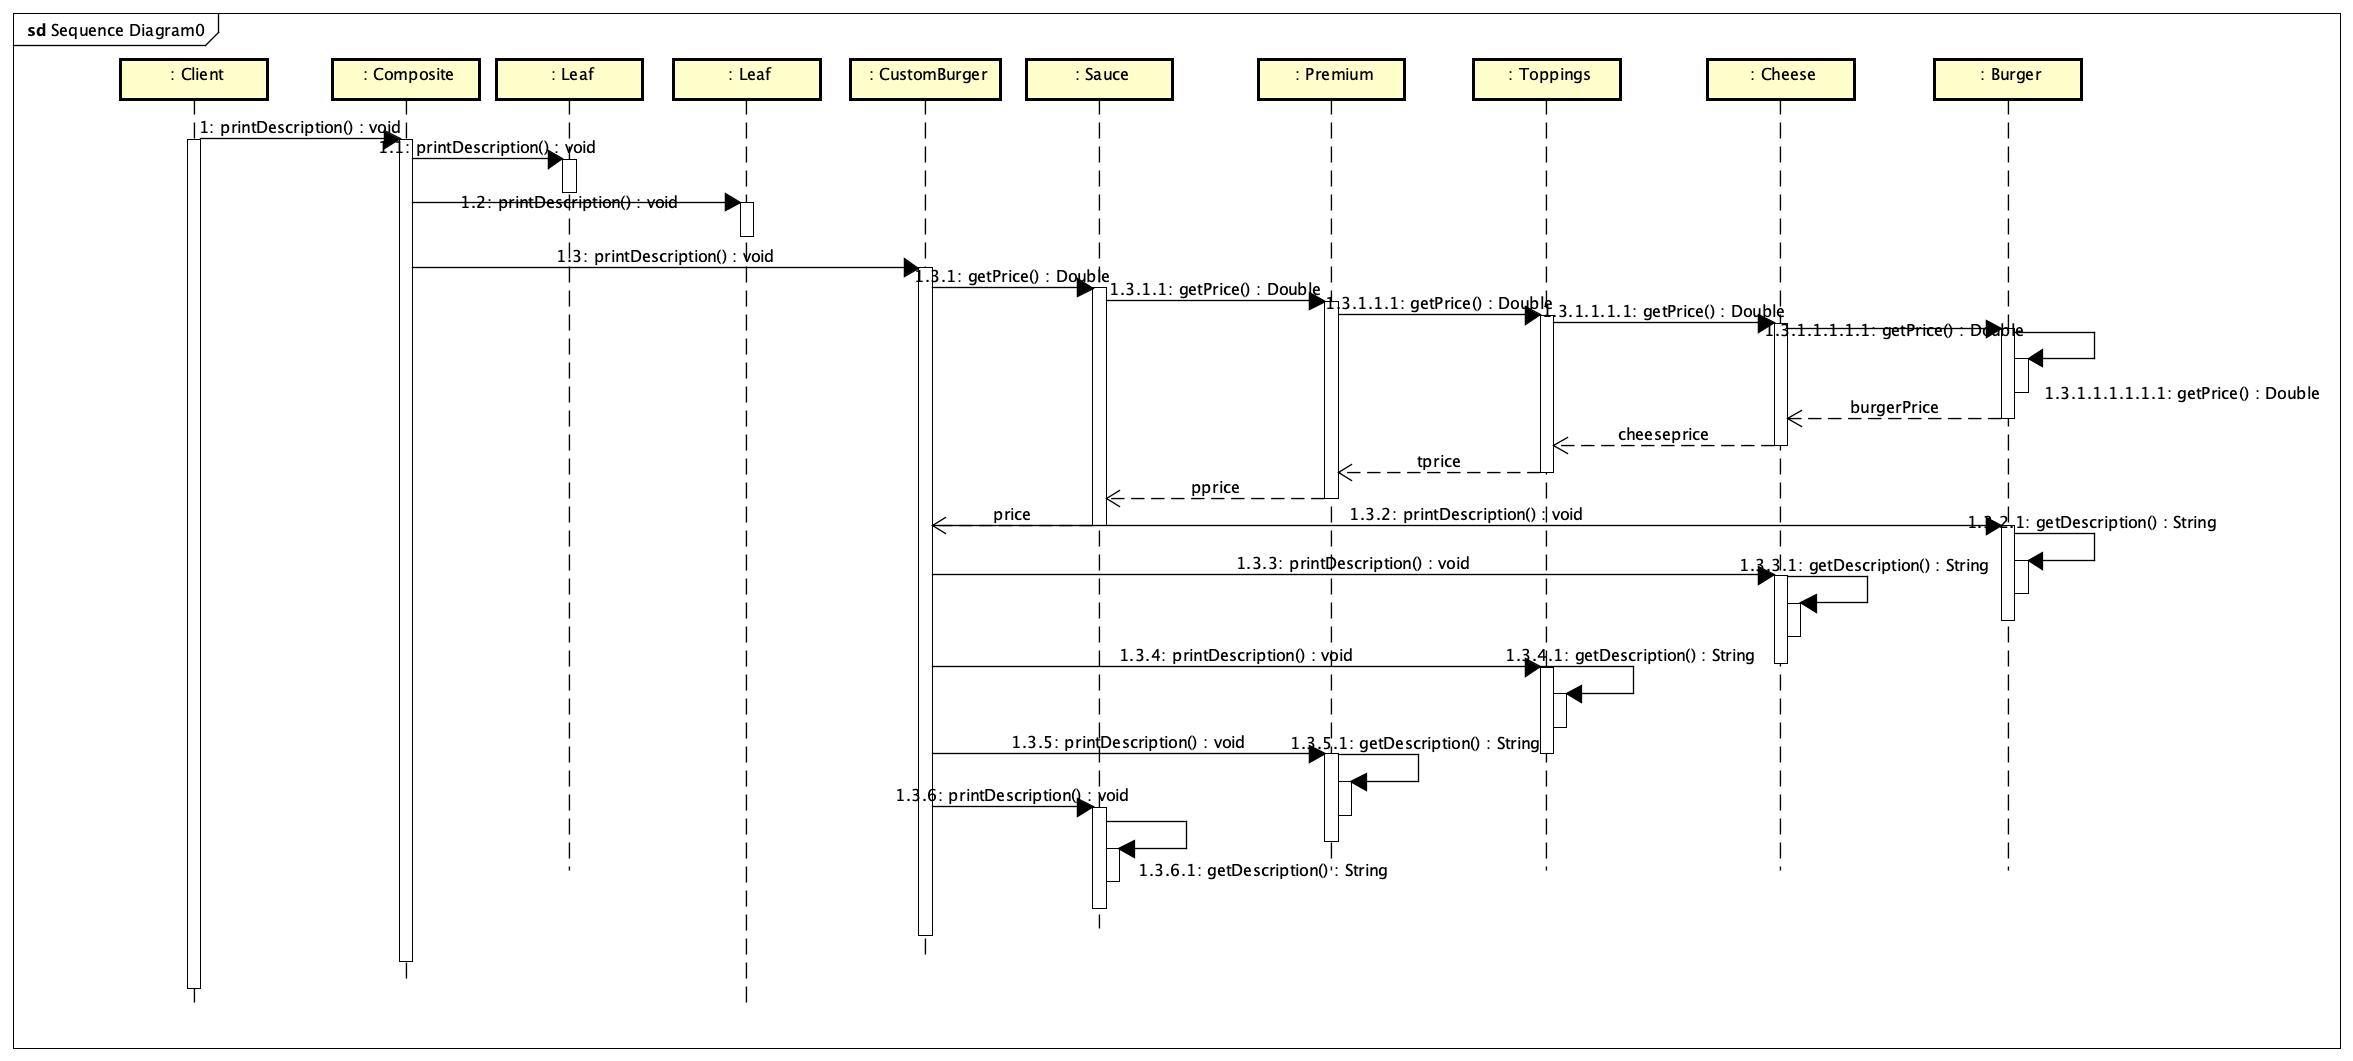 sd Sequence Diagram0
: Client
: Composite
: Leaf
: Leaf
: CustomBurger
: Sauce
: Premium
: Toppings
: Cheese
: Burger
1: printDescription() : void
1.1: printDescription() : void
1.2: printDescription() : void
1.3: printDescription() : void
1.3.1: getPrice() : Double
1.3.1.1: getPrice() : Double
1.3.1.1.1: getPrice() : Double
1.3.1.1.1.1: getPrice() : Double
1.3.1.1.1.1.1: getPrice() : Double
1.3.1.1.1.1.1.1: getPrice() : Double
burgerPrice
cheeseprice
tprice
pprice
price
1.3.2: printDescription() : void
1.3.2.1: getDescription() : String
1.3.3: printDescription() : void
1.3.3.1: getDescription() : String
1.3.4: printDescription() : void
1.3.4.1: getDescription() : String
1.3.5: printDescription() : void
1.3.5.1: getDescription() : String
1.3.6: printDescription() : void
1.3.6.1: getDescription() : String